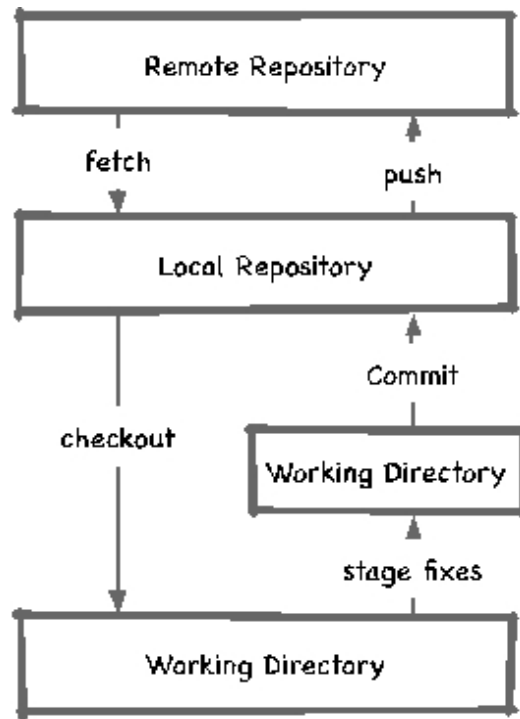 Remote Repository
fetch
push
Local Repository
Commit
checkout
Working Directory
stage fixes
Working Directory